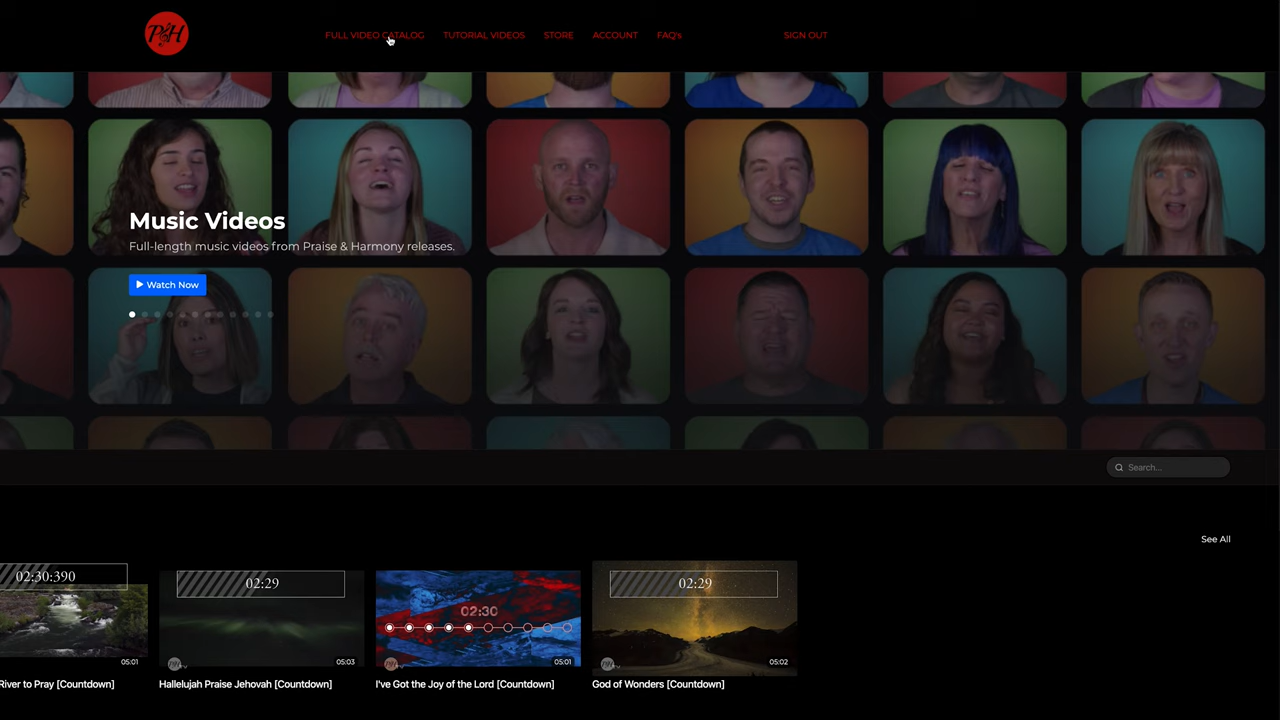 P&H
FULL VIDEO CATALOG
TUTORIAL VIDEOS
STORE
ACCOUNT
FAQ's
SIGN OUT
Music Videos
Full-length music videos from Praise & Harmony releases.
Watch Now
Search...
See All
02:30:390
02:29
02:30
02:29
05:01
05:03
05:01
05:02
River to Pray [Countdown]
Hallelujah Praise Jehovah [Countdown]
I've Got the Joy of the Lord [Countdown]
God of Wonders [Countdown]